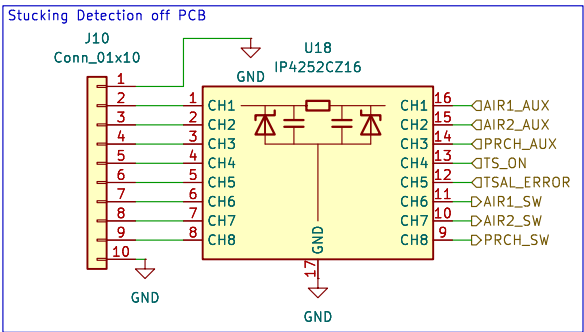 Stucking Detection off PCB
J10
Conn_01x10
U18
IP4252CZ16
GND
1
2
3
4
5
6
7
8
9
10
1 CH1
2 CH2
3 CH3
4 CH4
5 CH5
6 CH6
7 CH7
8 CH8
GND
17
CH1 16 AIR1_AUX
CH2 15 AIR2_AUX
CH3 14 PRCH_AUX
CH4 13 TS_ON
CH5 12 TSAL_ERROR
CH6 11 AIR1_SW
CH7 10 AIR2_SW
CH8 9 PRCH_SW
GND
GND